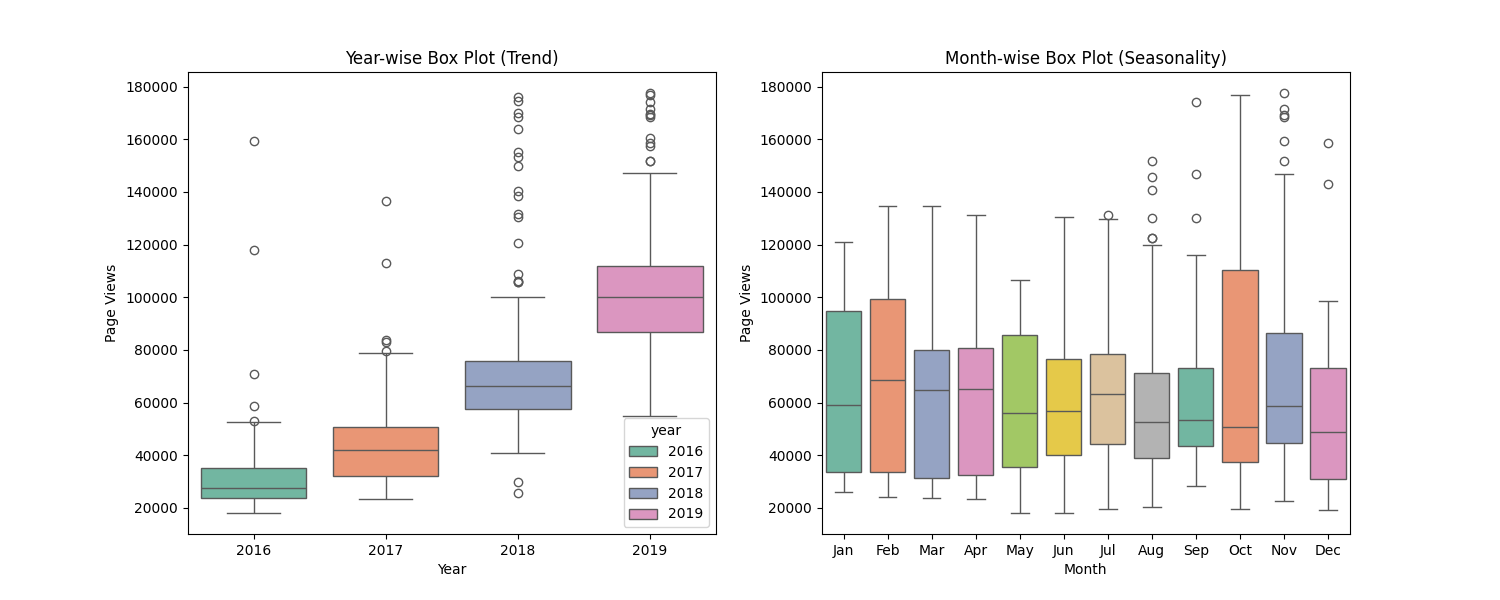 Year-wise Box Plot (Trend)
Page Views
180000
160000
140000
120000
100000
80000
60000
40000
20000
2016 2017 2018 2019
Year
year
2016
2017
2018
2019
Month-wise Box Plot (Seasonality)
Page Views
180000
160000
140000
120000
100000
80000
60000
40000
20000
Jan Feb Mar Apr May Jun Jul Aug Sep Oct Nov Dec
Month